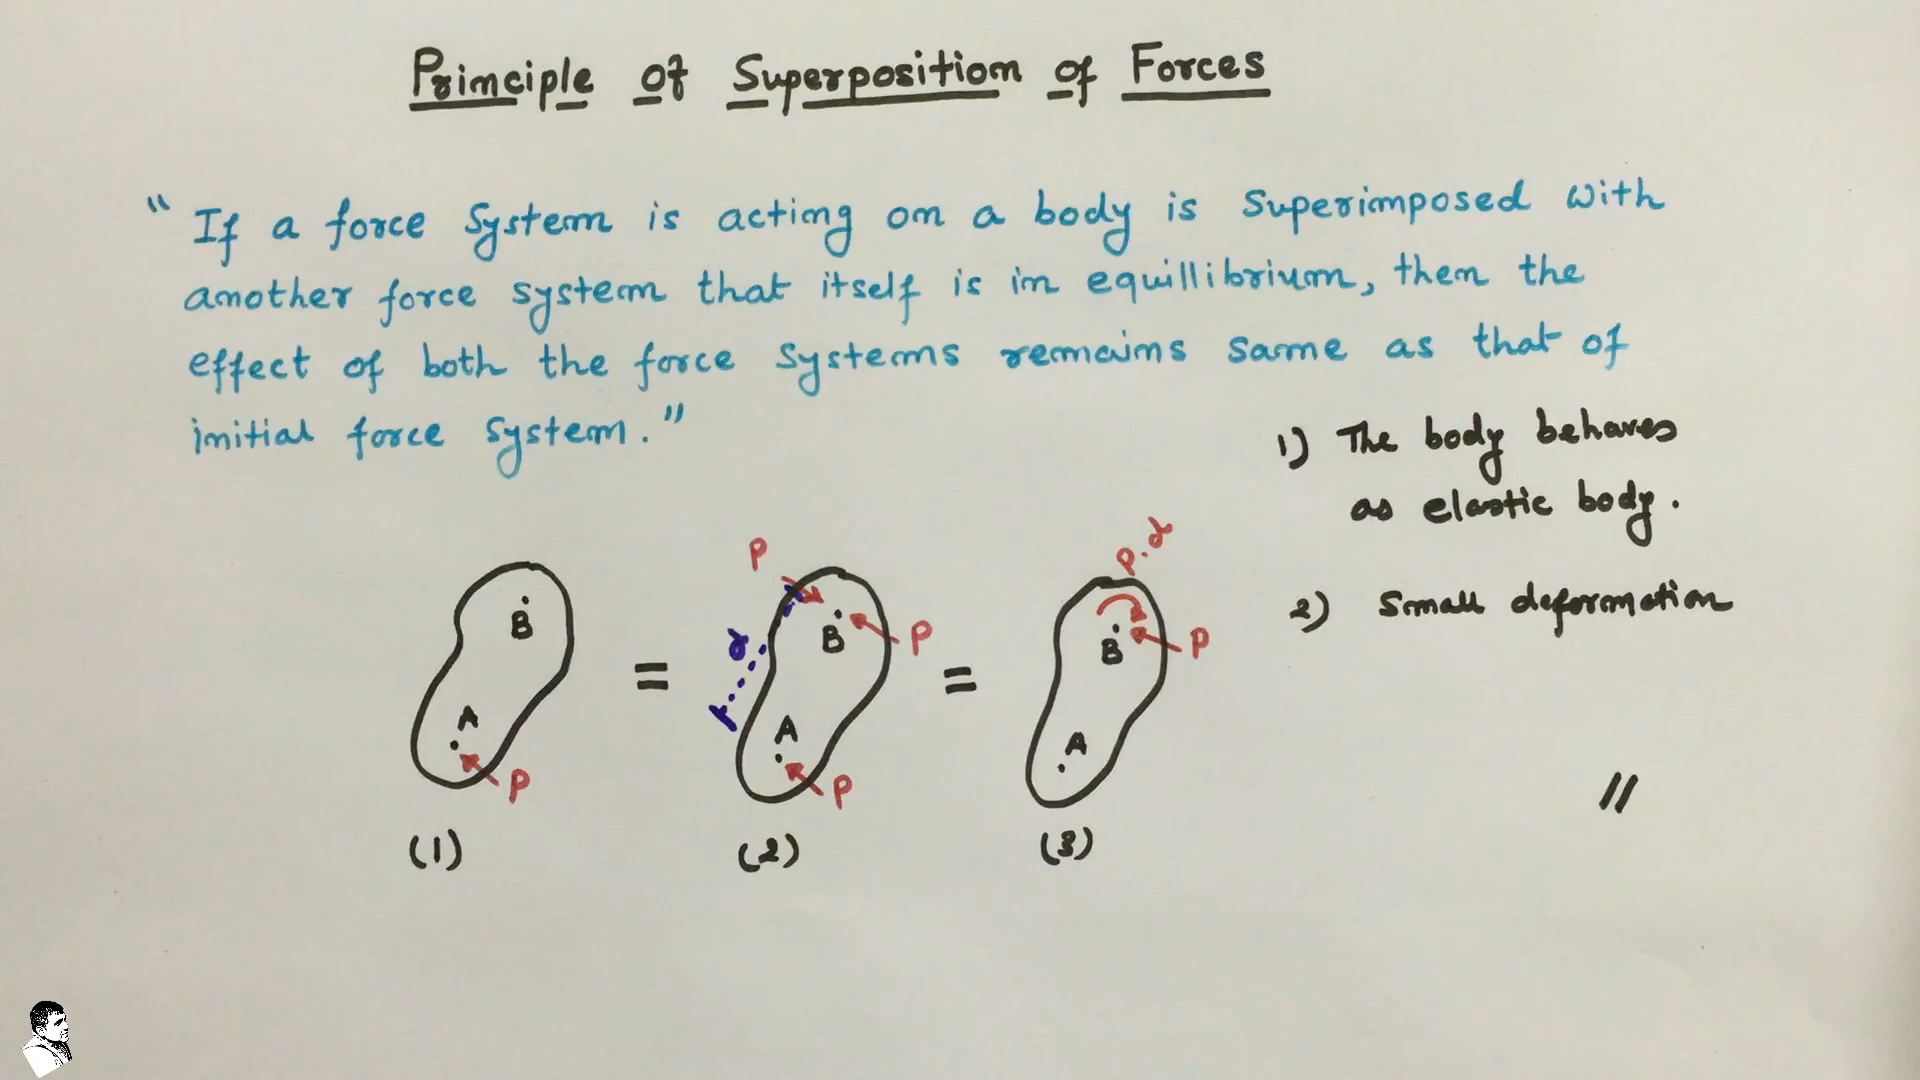 Principle of Superposition of Forces
" If a force system is acting on a body is superimposed with
another force system that itself is in equillibrium, then the
effect of both the force systems remains same as that of
initial force system."
1) The body behaves
as elastic body.
2) Small deformation
B
A
P
(1)
=
P
B
P
d
A
P
(2)
=
P.d
B
P
A
(3)
//